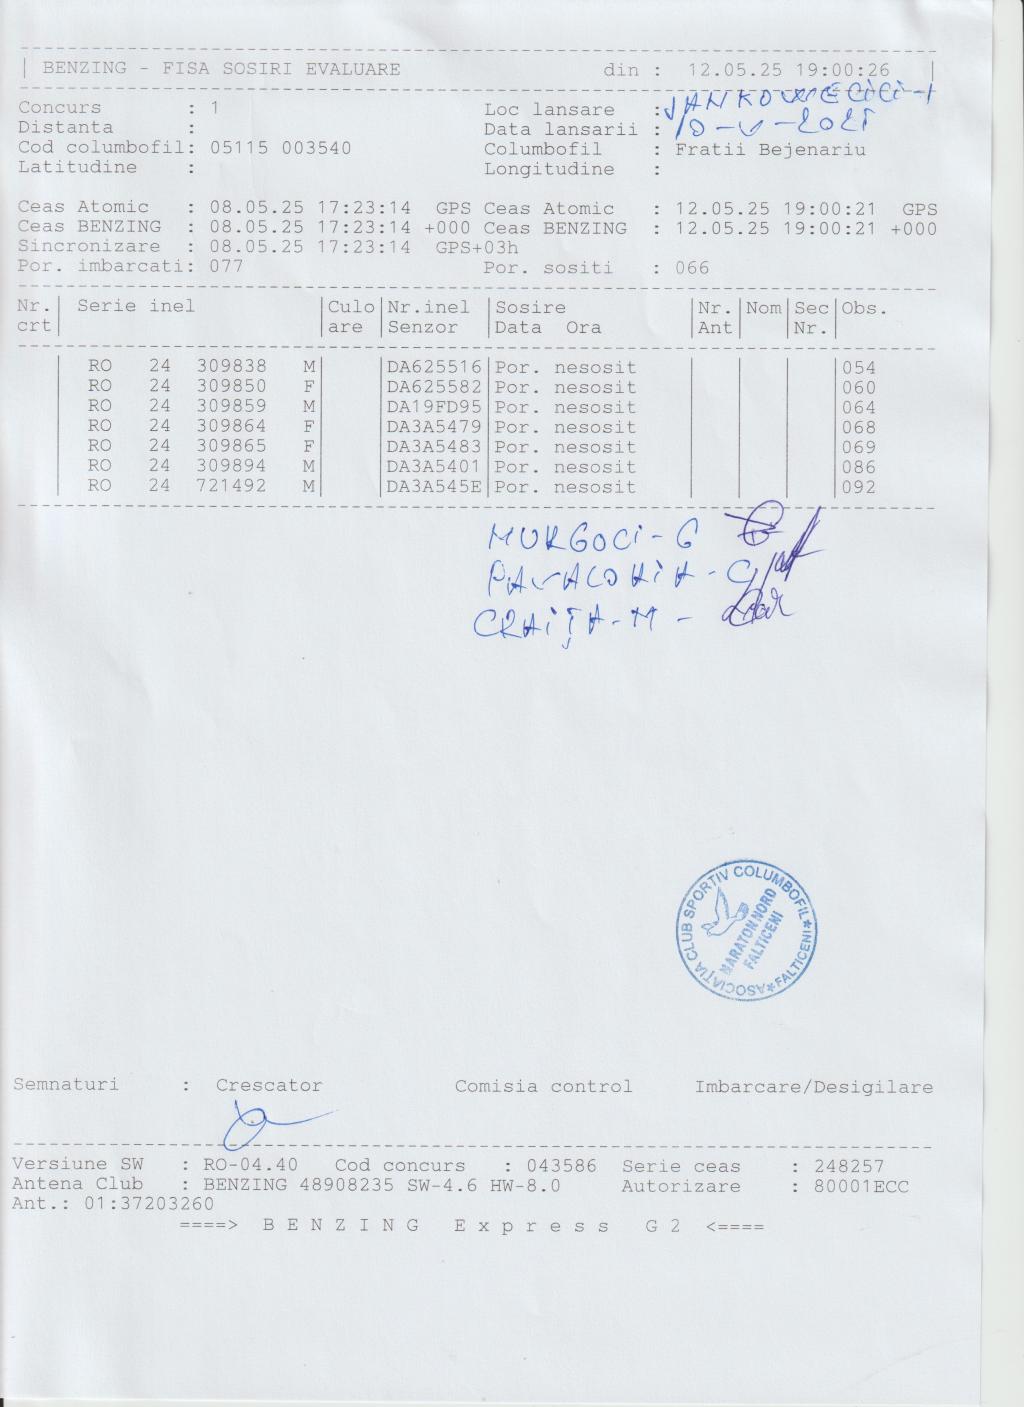 | BENZING - FISA SOSIRI EVALUARE din : 12.05.25 19:00:26 |
Concurs : 1 Loc lansare : JANKOWECICI-1
Distanta : Data lansarii : 10-V-2025
Cod columbofil: 05115 003540 Columbofil : Fratii Bejenariu
Latitudine : Longitudine :
Ceas Atomic : 08.05.25 17:23:14 GPS Ceas Atomic : 12.05.25 19:00:21 GPS
Ceas BENZING : 08.05.25 17:23:14 +000 Ceas BENZING : 12.05.25 19:00:21 +000
Sincronizare : 08.05.25 17:23:14 GPS+03h
Por. imbarcati: 077 Por. sositi : 066
Nr.| Serie inel |Culo|Nr.inel |Sosire |Nr.|Nom|Sec|Obs.
crt| |are |Senzor |Data Ora |Ant| |Nr.|
RO 24 309838 M DA625516 Por. nesosit 054
RO 24 309850 F DA625582 Por. nesosit 060
RO 24 309859 M DA19FD95 Por. nesosit 064
RO 24 309864 F DA3A5479 Por. nesosit 068
RO 24 309865 F DA3A5483 Por. nesosit 069
RO 24 309894 M DA3A5401 Por. nesosit 086
RO 24 721492 M DA3A545E Por. nesosit 092
MURGOCI-G
PAVALOAIA-C
CRAIȚA-M-
ASOCIAȚIA CLUB SPORTIV COLUMBOFIL*FALTICENI*
MARATON NORD
FALTICENI
Semnaturi : Crescator Comisia control Imbarcare/Desigilare
Versiune SW : RO-04.40 Cod concurs : 043586 Serie ceas : 248257
Antena Club : BENZING 48908235 SW-4.6 HW-8.0 Autorizare : 80001ECC
Ant.: 01:37203260
====> B E N Z I N G E x p r e s s G 2 <====